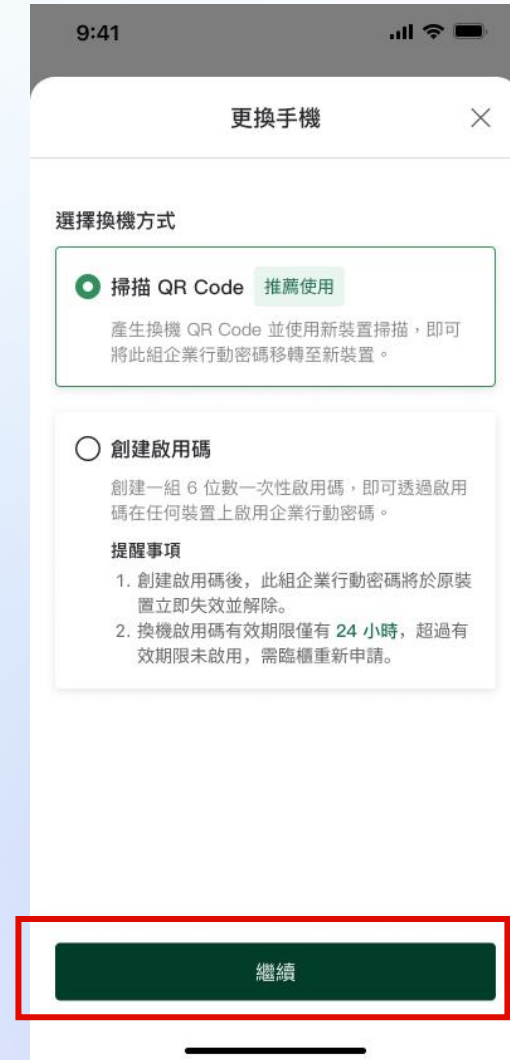 9:41
更換手機
選擇換機方式
掃描 QR Code 推薦使用
產生換機 QR Code 並使用新裝置掃描，即可
將此組企業行動密碼移轉至新裝置。
創建啟用碼
創建一組 6 位數一次性啟用碼，即可透過啟用
碼在任何裝置上啟用企業行動密碼。
提醒事項
1. 創建啟用碼後，此組企業行動密碼將於原裝
置立即失效並解除。
2. 換機啟用碼有效期限僅有 24 小時，超過有
效期限未啟用，需臨櫃重新申請。
繼續